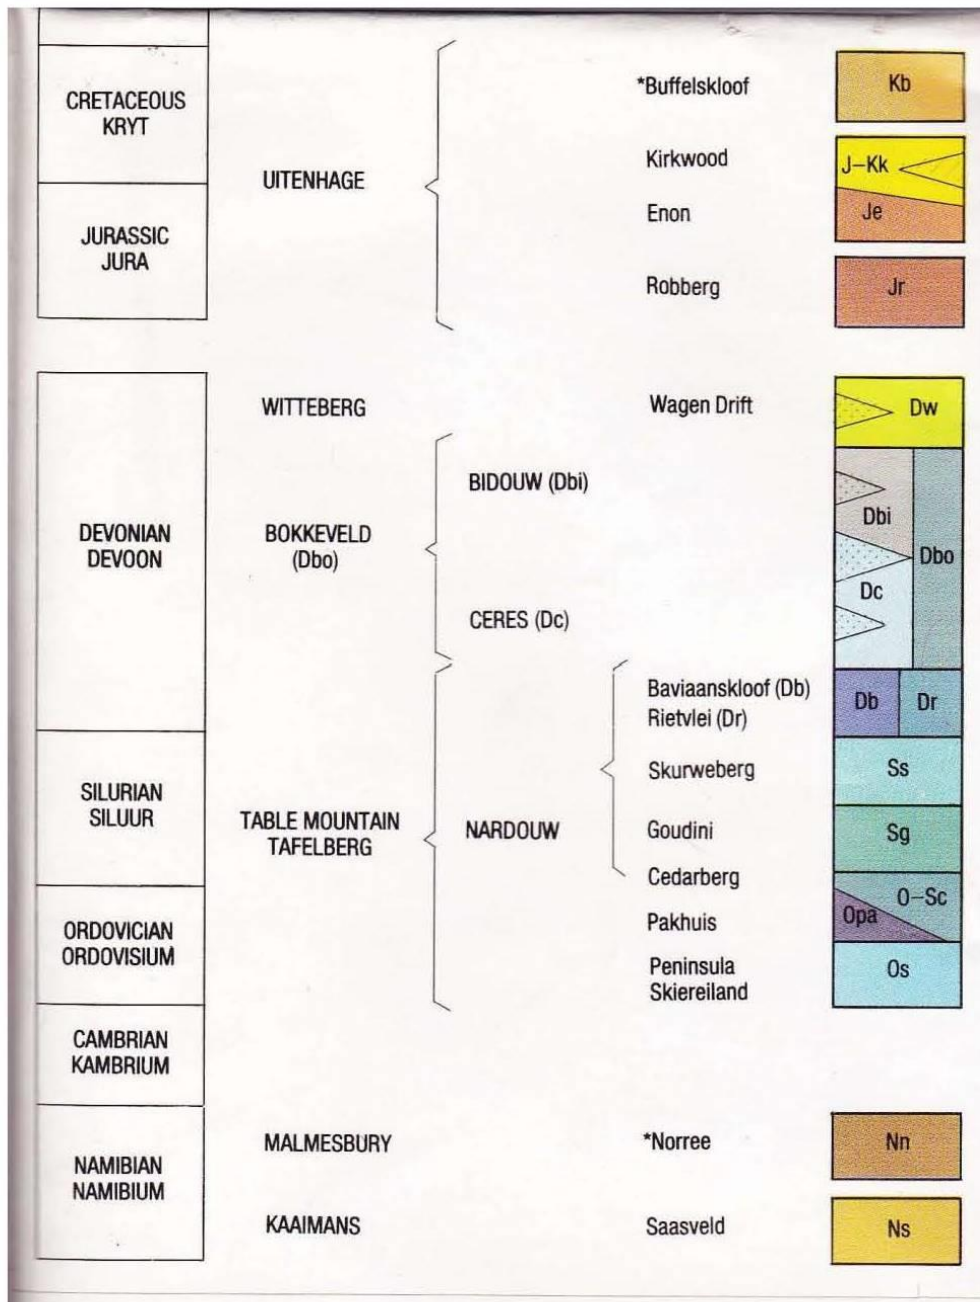 CRETACEOUS
KRYT
UITENHAGE
*Buffelskloof
Kb
Kirkwood
J–Kk
Enon
Je
JURASSIC
JURA
Robberg
Jr
DEVONIAN
DEVOON
WITTEBERG
Wagen Drift
Dw
BOKKEVELD
(Dbo)
BIDOUW (Dbi)
Dbi
Dbo
CERES (Dc)
Dc
Baviaanskloof (Db)
Rietvlei (Dr)
Db
Dr
SILURIAN
SILUUR
TABLE MOUNTAIN
TAFELBERG
NARDOUW
Skurweberg
Ss
Goudini
Sg
Cedarberg
O–Sc
ORDOVICIAN
ORDOVISIUM
Pakhuis
Opa
Peninsula
Skiereiland
Os
CAMBRIAN
KAMBRIUM
NAMIBIAN
NAMIBIUM
MALMESBURY
*Norree
Nn
KAAIMANS
Saasveld
Ns